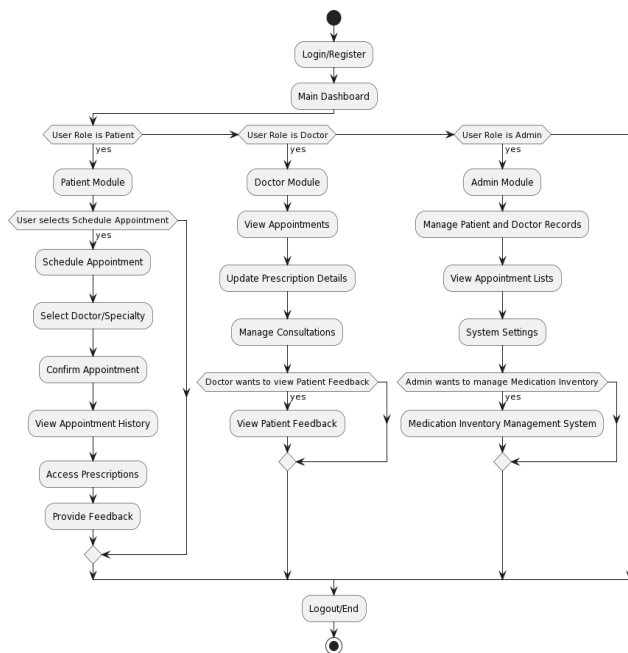 Login/Register
Main Dashboard
User Role is Patient
User Role is Doctor
User Role is Admin
yes
yes
yes
Patient Module
Doctor Module
Admin Module
User selects Schedule Appointment
View Appointments
Manage Patient and Doctor Records
yes
Schedule Appointment
Update Prescription Details
View Appointment Lists
Select Doctor/Specialty
Manage Consultations
System Settings
Confirm Appointment
Doctor wants to view Patient Feedback
Admin wants to manage Medication Inventory
yes
yes
View Appointment History
View Patient Feedback
Medication Inventory Management System
Access Prescriptions
Provide Feedback
Logout/End